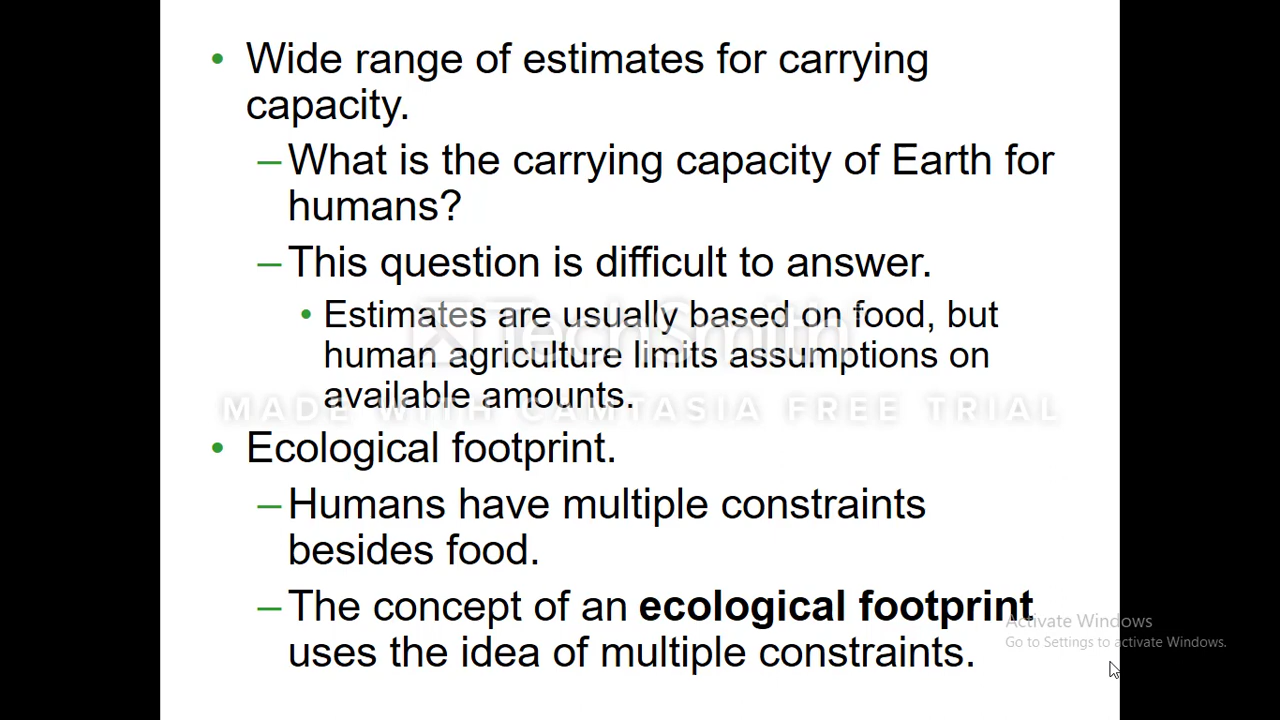 • Wide range of estimates for carrying
capacity.
–What is the carrying capacity of Earth for
humans?
–This question is difficult to answer.
• Estimates are usually based on food, but
human agriculture limits assumptions on
available amounts.
TechSmith
MADE WITH CAMTASIA FREE TRIAL
• Ecological footprint.
–Humans have multiple constraints
besides food.
–The concept of an ecological footprint
uses the idea of multiple constraints.
Activate Windows
Go to Settings to activate Windows.